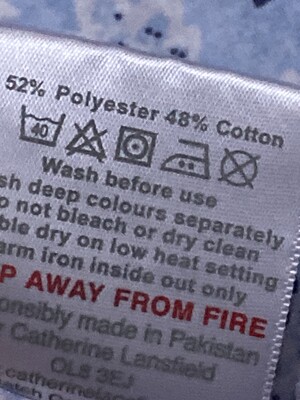 52% Polyester 48% Cotton
40
Wash before use
sh deep colours separately
o not bleach or dry clean
ble dry on low heat setting
arm iron inside out only
P AWAY FROM FIRE
onsibly made in Pakistan
Catherine Lansfield
OL8 3EJ
catherinelan
atch